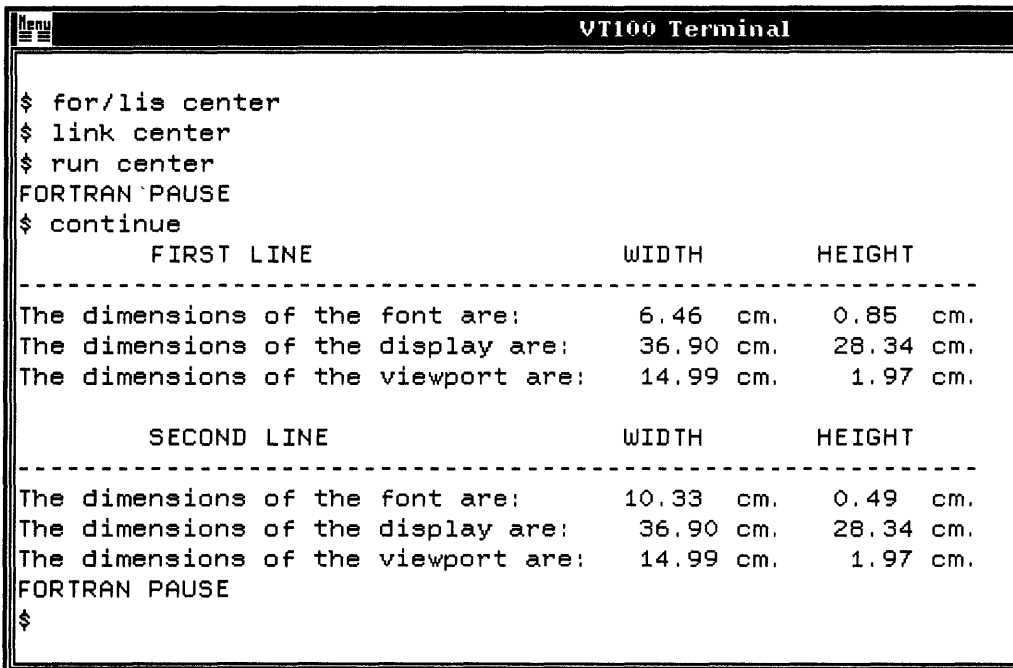 Menu VT100 Terminal
$ for/lis center
$ link center
$ run center
FORTRAN PAUSE
$ continue
FIRST LINE WIDTH HEIGHT
------------------------------------------------------------
The dimensions of the font are: 6.46 cm. 0.85 cm.
The dimensions of the display are: 36.90 cm. 28.34 cm.
The dimensions of the viewport are: 14.99 cm. 1.97 cm.
SECOND LINE WIDTH HEIGHT
------------------------------------------------------------
The dimensions of the font are: 10.33 cm. 0.49 cm.
The dimensions of the display are: 36.90 cm. 28.34 cm.
The dimensions of the viewport are: 14.99 cm. 1.97 cm.
FORTRAN PAUSE
$